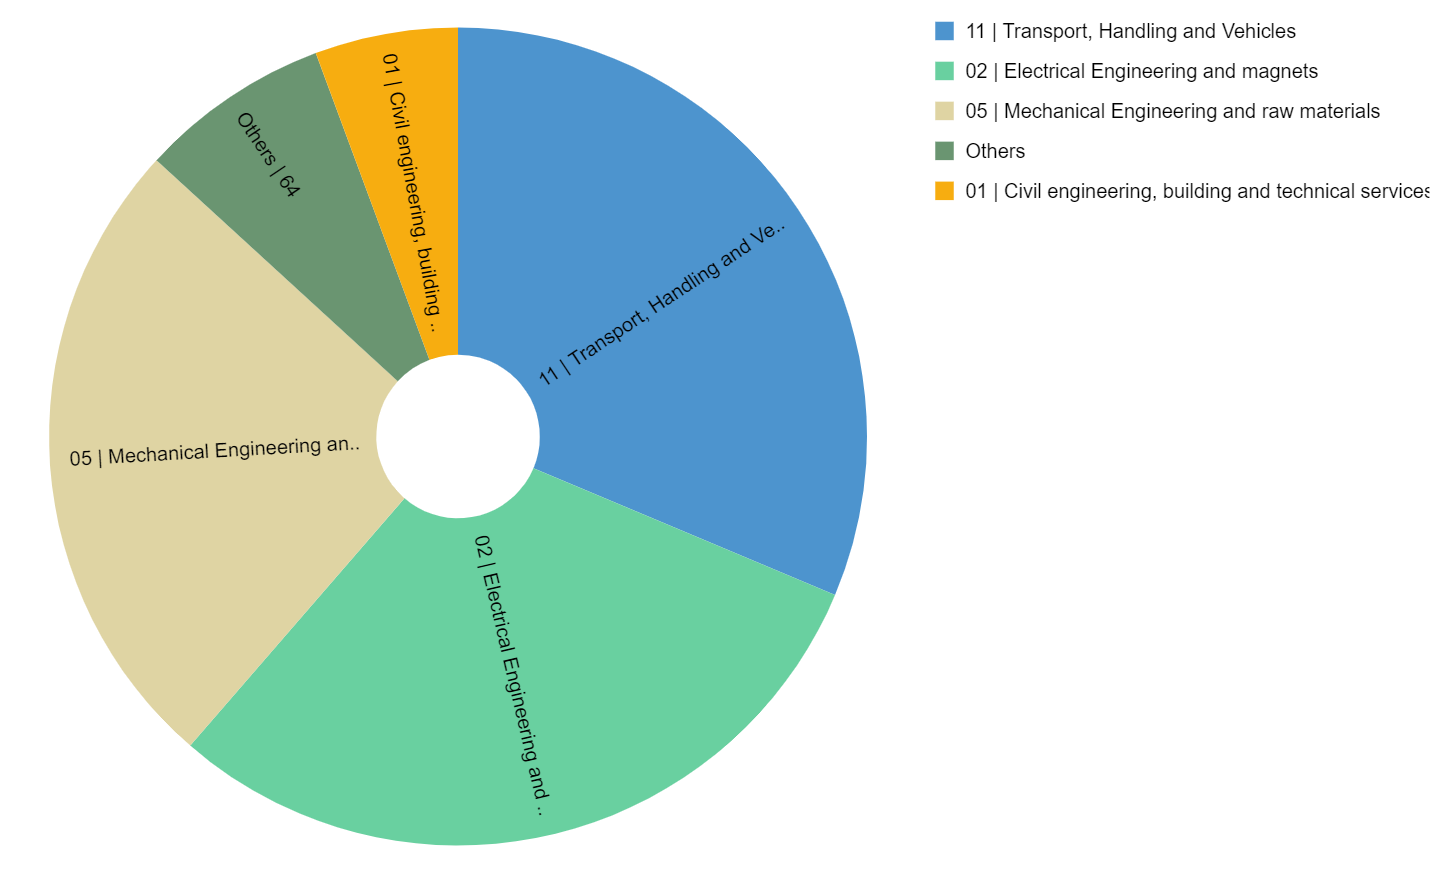 11 | Transport, Handling and Vehicles
02 | Electrical Engineering and magnets
05 | Mechanical Engineering and raw materials
Others
01 | Civil engineering, building and technical services
01 | Civil engineering, building ..
Others | 64
11 | Transport, Handling and Ve..
05 | Mechanical Engineering an..
02 | Electrical Engineering and ..